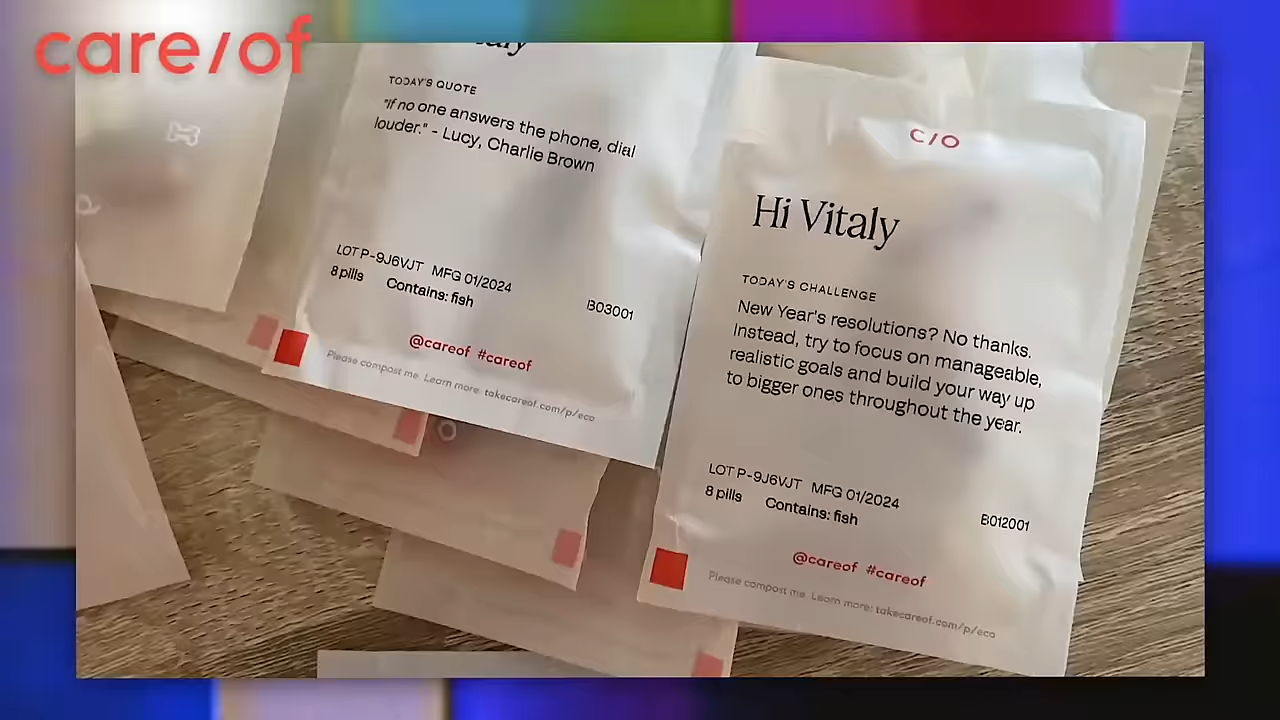 care/of
TODAY'S QUOTE
"If no one answers the phone, dial
louder." - Lucy, Charlie Brown
LOT P-9J6VJT MFG 01/2024
8 pills Contains: fish
B03001
@careof #careof
Please compost me. Learn more: takecareof.com/p/eco
C/O
Hi Vitaly
TODAY'S CHALLENGE
New Year's resolutions? No thanks.
Instead, try to focus on manageable,
realistic goals and build your way up
to bigger ones throughout the year.
LOT P-9J6VJT MFG 01/2024
8 pills Contains: fish
B012001
@careof #careof
Please compost me. Learn more: takecareof.com/p/eco